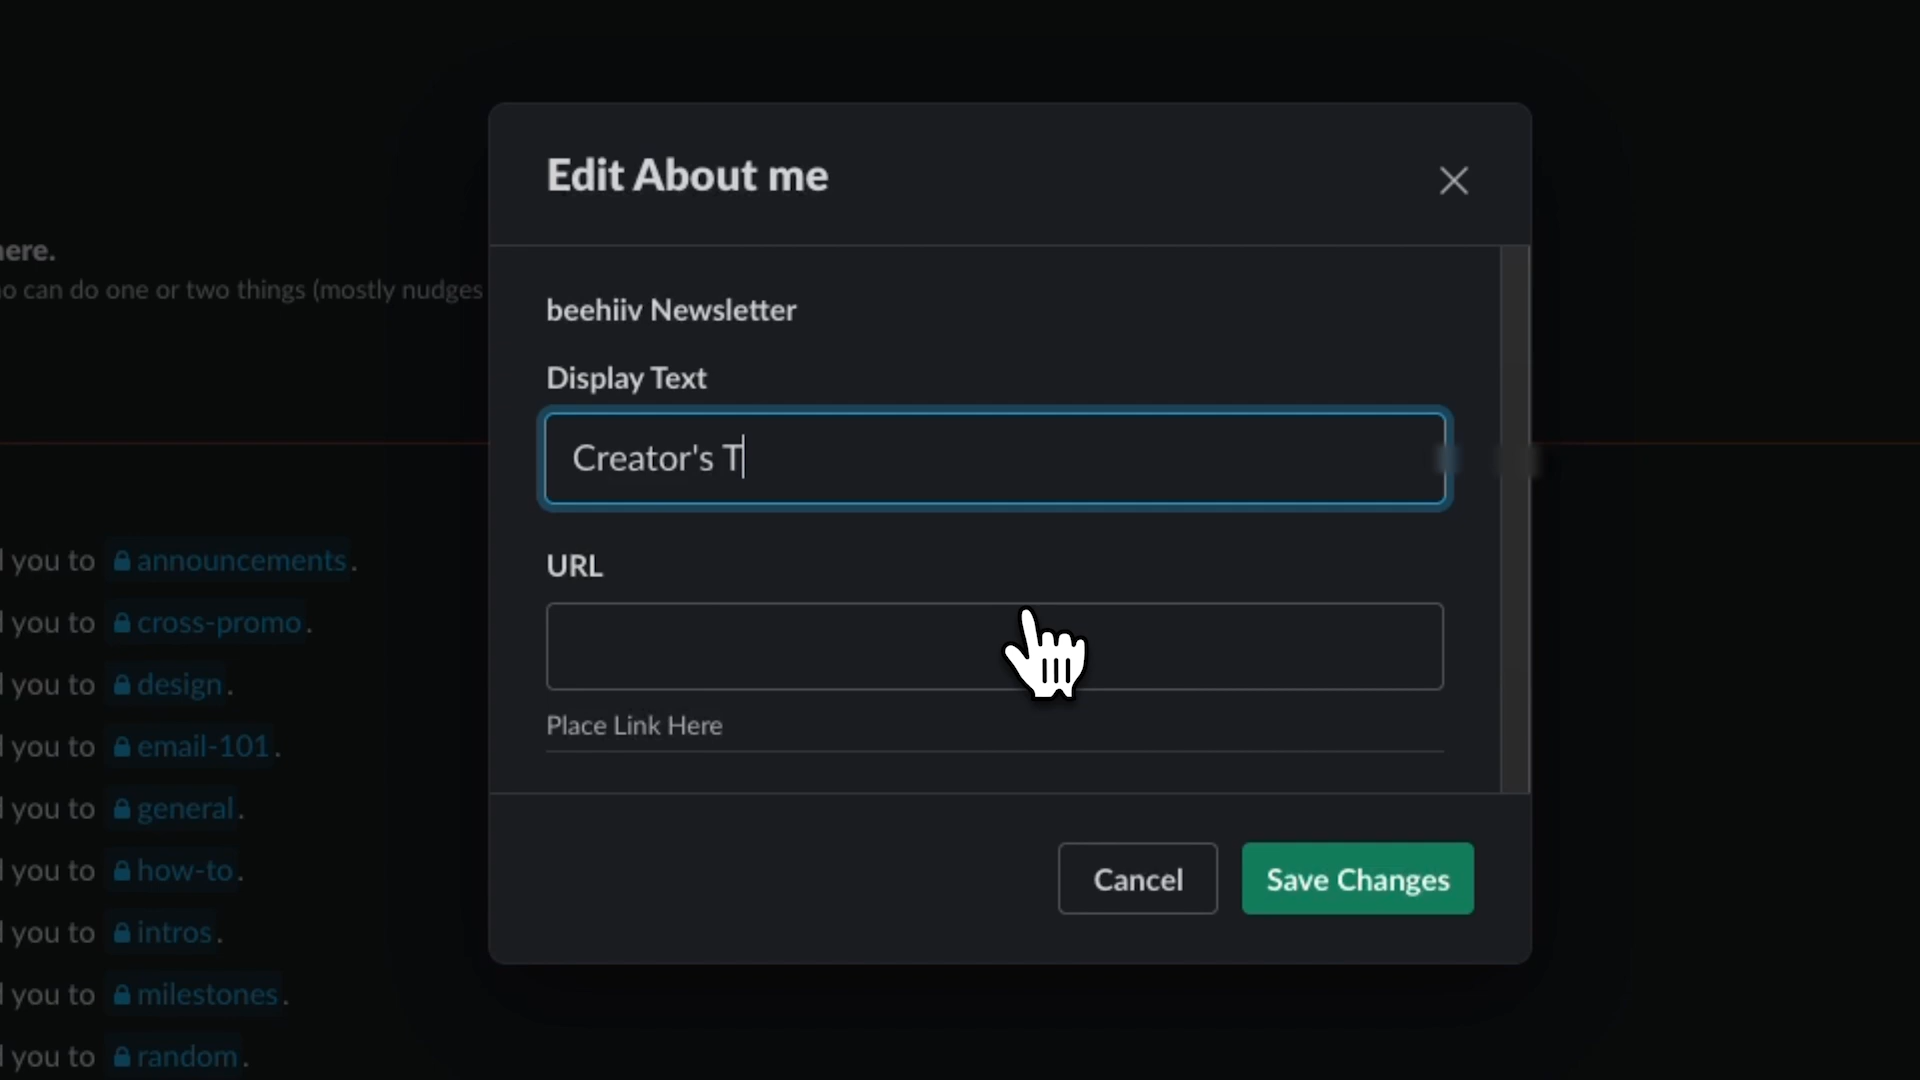 Edit About me
here.
o can do one or two things (mostly nudges
beehiiv Newsletter
Display Text
Creator's T
URL
Place Link Here
Cancel
Save Changes
you to announcements.
you to cross-promo.
you to design.
you to email-101.
you to general.
you to how-to.
you to intros.
you to milestones.
you to random.